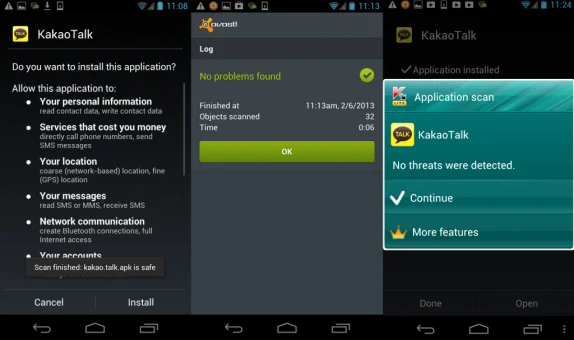 11:08
KakaoTalk
Do you want to install this application?
Allow this application to:
Your personal information
read contact data, write contact data
Services that cost you money
directly call phone numbers, send
SMS messages
Your location
coarse (network-based) location, fine
(GPS) location
Your messages
read SMS or MMS, receive SMS
Network communication
create Bluetooth connections, full
Internet access
Your accounts
Scan finished: kakao.talk.apk is safe
Cancel
Install
11:13
avast!
Log
No problems found
Finished at 11:13am, 2/6/2013
Objects scanned 32
Time 0:06
OK
11:24
KakaoTalk
Application installed
LITE
Application scan
TALK
KakaoTalk
No threats were detected.
Continue
More features
Done
Open